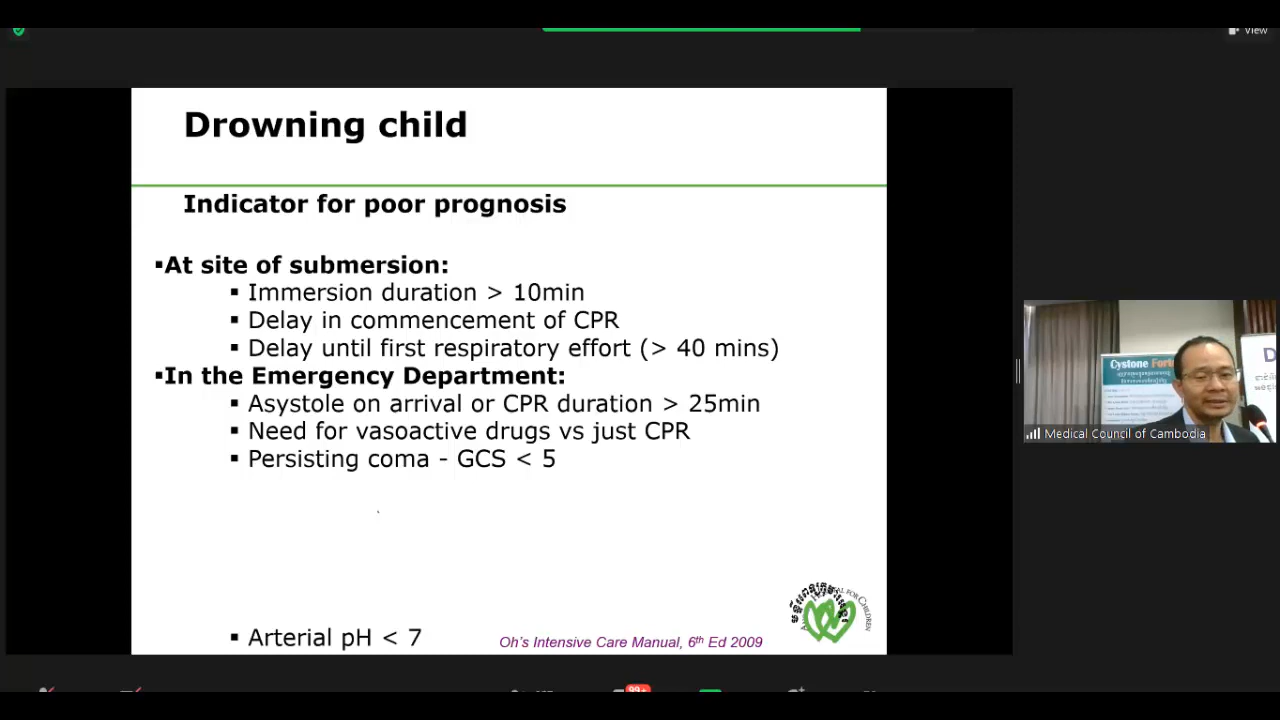 View
Drowning child
Indicator for poor prognosis
▪At site of submersion:
▪ Immersion duration > 10min
▪ Delay in commencement of CPR
▪ Delay until first respiratory effort (> 40 mins)
▪In the Emergency Department:
▪ Asystole on arrival or CPR duration > 25min
▪ Need for vasoactive drugs vs just CPR
▪ Persisting coma - GCS < 5
▪ Arterial pH < 7
Oh's Intensive Care Manual, 6th Ed 2009
FOR CHILDREN
Cystone Forte
Medical Council of Cambodia